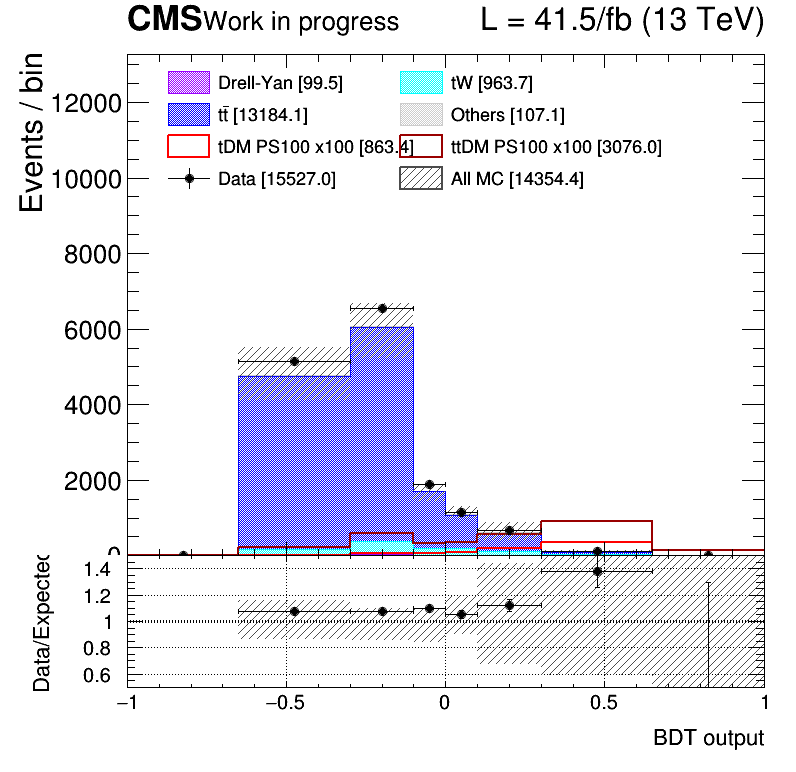 CMS Work in progress L = 41.5/fb (13 TeV)
Events / bin
Drell-Yan [99.5] tW [963.7]
tt̄ [13184.1] Others [107.1]
tDM PS100 x100 [863.4] ttDM PS100 x100 [3076.0]
Data [15527.0] All MC [14354.4]
12000
10000
8000
6000
4000
2000
0
Data/Expected
1.4
1.2
1
0.8
0.6
−1 −0.5 0 0.5 1
BDT output